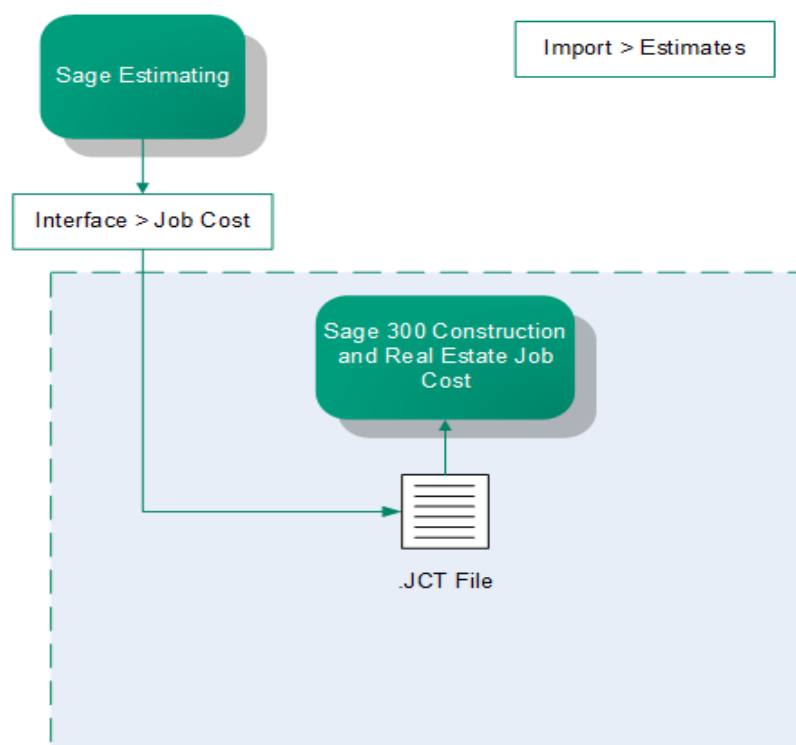 Sage Estimating
Import > Estimates
Interface > Job Cost
Sage 300 Construction
and Real Estate Job
Cost
.JCT File